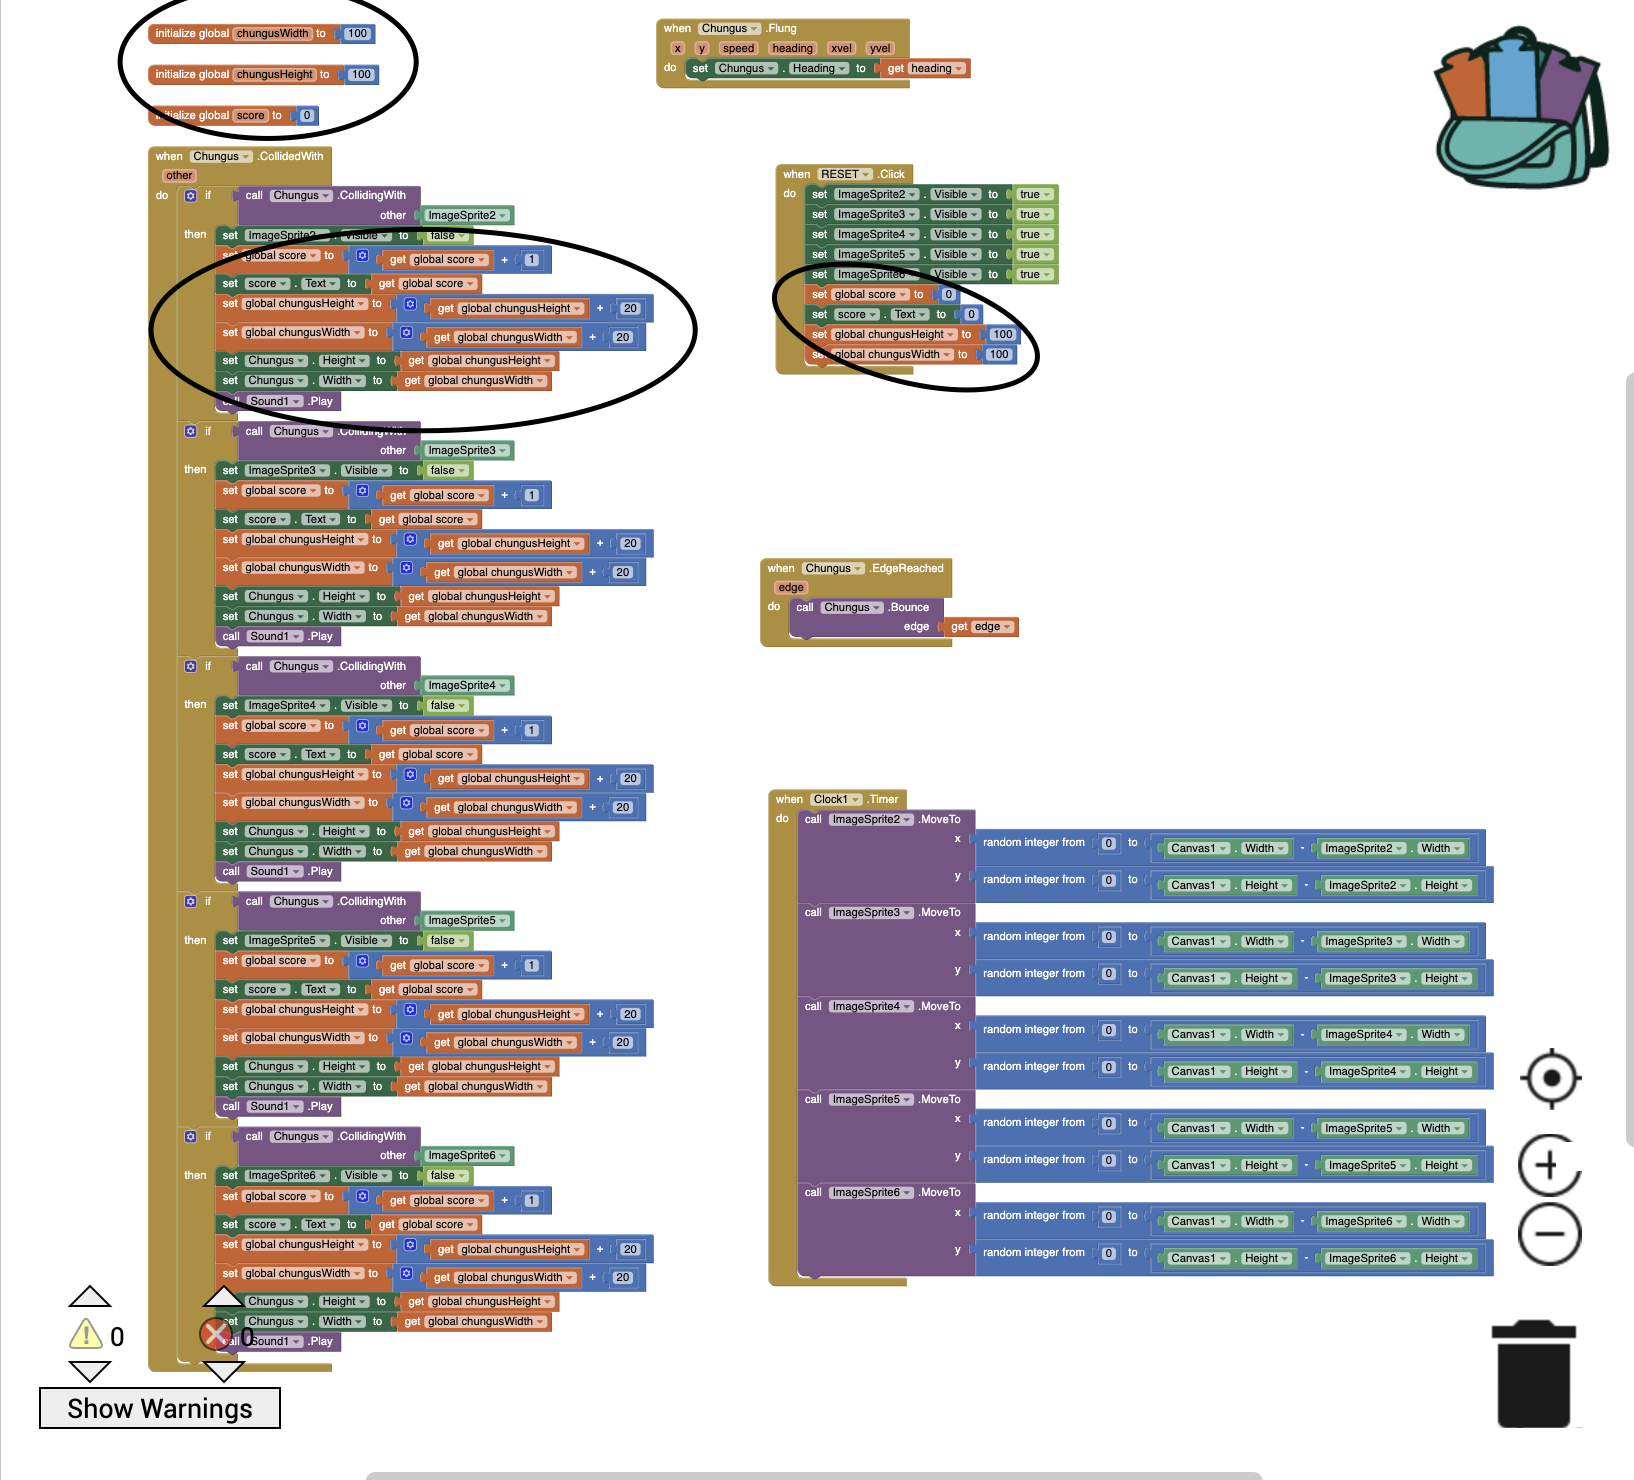 initialize global chungusWidth to 100
initialize global chungusHeight to 100
initialize global score to 0
when Chungus .CollidedWith
other
do if call Chungus .CollidingWith
other ImageSprite2
then set ImageSprite2 . Visible to false
set global score to get global score + 1
set score . Text to get global score
set global chungusHeight to get global chungusHeight + 20
set global chungusWidth to get global chungusWidth + 20
set Chungus . Height to get global chungusHeight
set Chungus . Width to get global chungusWidth
call Sound1 .Play
if call Chungus .CollidingWith
other ImageSprite3
then set ImageSprite3 . Visible to false
set global score to get global score + 1
set score . Text to get global score
set global chungusHeight to get global chungusHeight + 20
set global chungusWidth to get global chungusWidth + 20
set Chungus . Height to get global chungusHeight
set Chungus . Width to get global chungusWidth
call Sound1 .Play
if call Chungus .CollidingWith
other ImageSprite4
then set ImageSprite4 . Visible to false
set global score to get global score + 1
set score . Text to get global score
set global chungusHeight to get global chungusHeight + 20
set global chungusWidth to get global chungusWidth + 20
set Chungus . Height to get global chungusHeight
set Chungus . Width to get global chungusWidth
call Sound1 .Play
if call Chungus .CollidingWith
other ImageSprite5
then set ImageSprite5 . Visible to false
set global score to get global score + 1
set score . Text to get global score
set global chungusHeight to get global chungusHeight + 20
set global chungusWidth to get global chungusWidth + 20
set Chungus . Height to get global chungusHeight
set Chungus . Width to get global chungusWidth
call Sound1 .Play
if call Chungus .CollidingWith
other ImageSprite6
then set ImageSprite6 . Visible to false
set global score to get global score + 1
set score . Text to get global score
set global chungusHeight to get global chungusHeight + 20
set global chungusWidth to get global chungusWidth + 20
Chungus . Height to get global chungusHeight
set Chungus . Width to get global chungusWidth
call Sound1 .Play
0 0
Show Warnings
when Chungus .Flung
x y speed heading xvel yvel
do set Chungus . Heading to get heading
when RESET .Click
do set ImageSprite2 . Visible to true
set ImageSprite3 . Visible to true
set ImageSprite4 . Visible to true
set ImageSprite5 . Visible to true
set ImageSprite6 . Visible to true
set global score to 0
set score . Text to 0
set global chungusHeight to 100
set global chungusWidth to 100
when Chungus .EdgeReached
edge
do call Chungus .Bounce
edge get edge
when Clock1 .Timer
do call ImageSprite2 .MoveTo
x random integer from 0 to Canvas1 . Width - ImageSprite2 . Width
y random integer from 0 to Canvas1 . Height - ImageSprite2 . Height
call ImageSprite3 .MoveTo
x random integer from 0 to Canvas1 . Width - ImageSprite3 . Width
y random integer from 0 to Canvas1 . Height - ImageSprite3 . Height
call ImageSprite4 .MoveTo
x random integer from 0 to Canvas1 . Width - ImageSprite4 . Width
y random integer from 0 to Canvas1 . Height - ImageSprite4 . Height
call ImageSprite5 .MoveTo
x random integer from 0 to Canvas1 . Width - ImageSprite5 . Width
y random integer from 0 to Canvas1 . Height - ImageSprite5 . Height
call ImageSprite6 .MoveTo
x random integer from 0 to Canvas1 . Width - ImageSprite6 . Width
y random integer from 0 to Canvas1 . Height - ImageSprite6 . Height